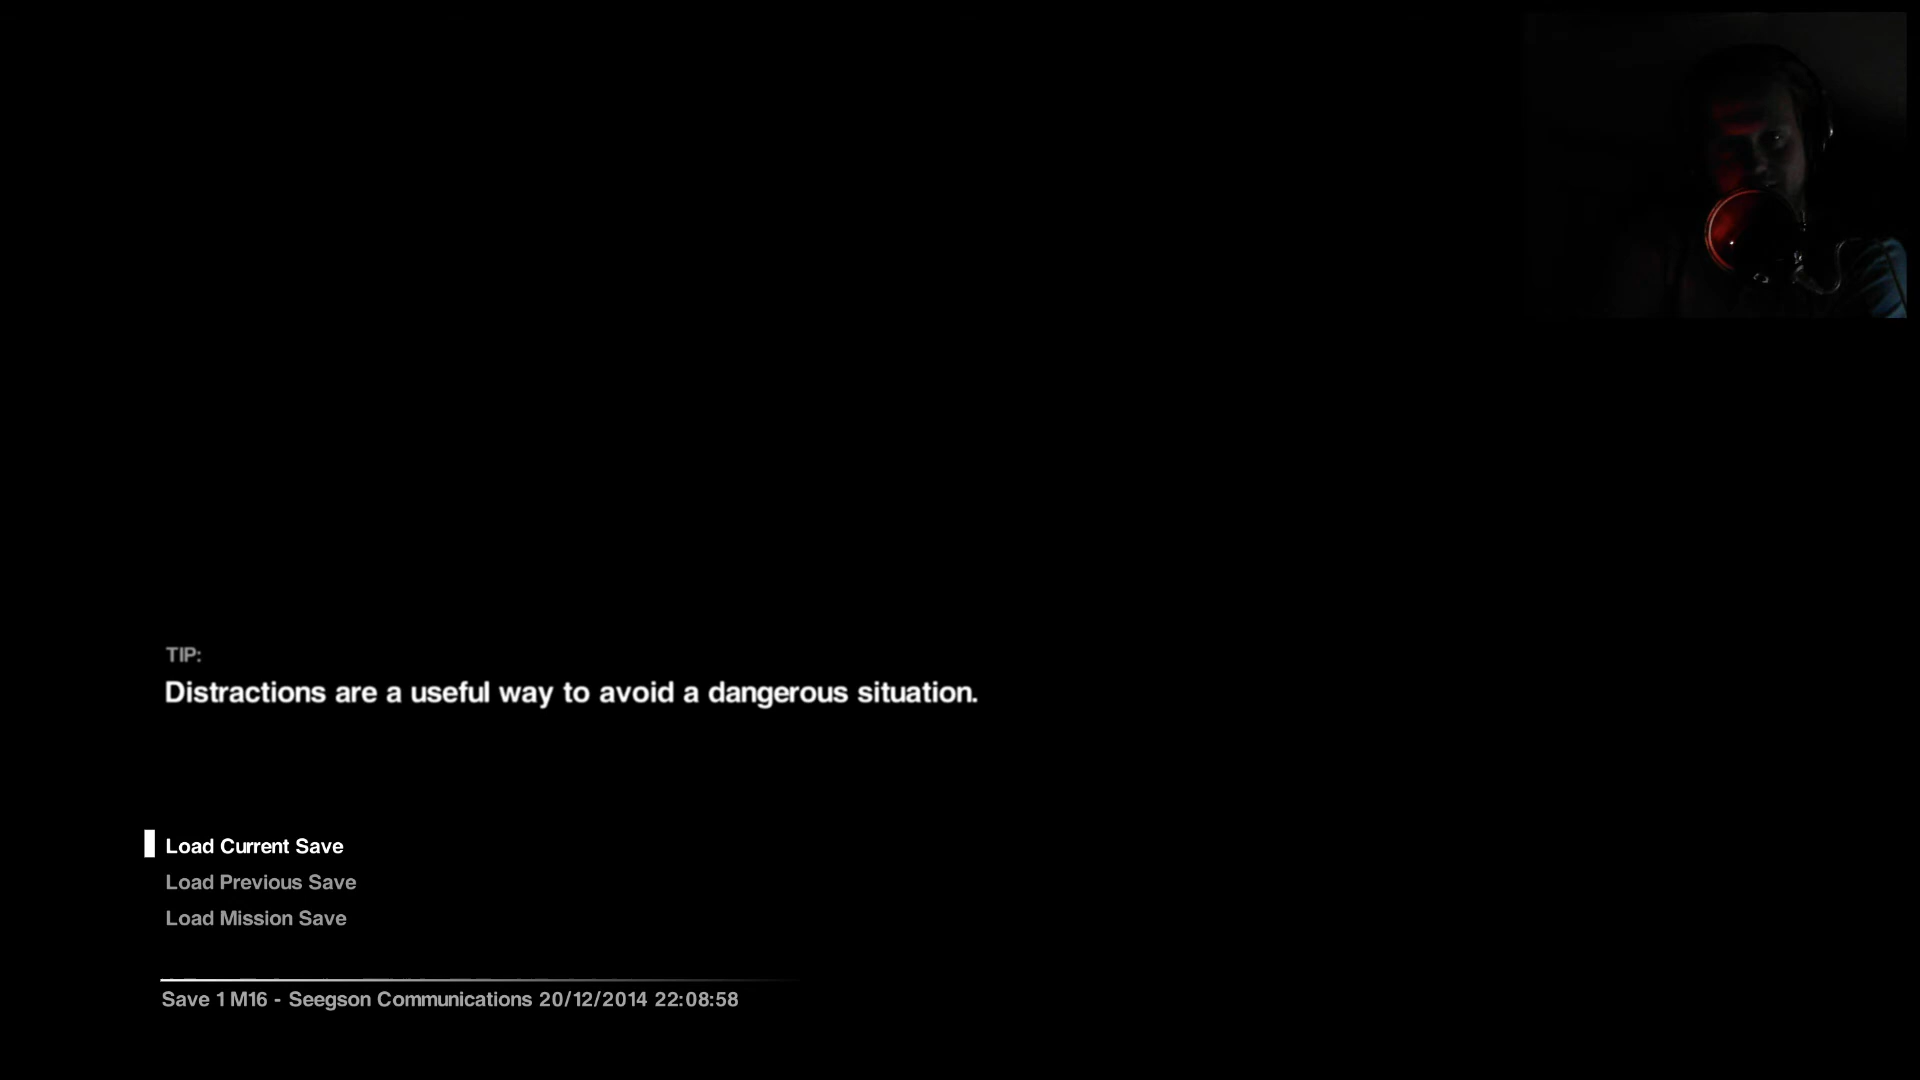 TIP:
Distractions are a useful way to avoid a dangerous situation.
Load Current Save
Load Previous Save
Load Mission Save
Save 1 M16 - Seegson Communications 20/12/2014 22:08:58